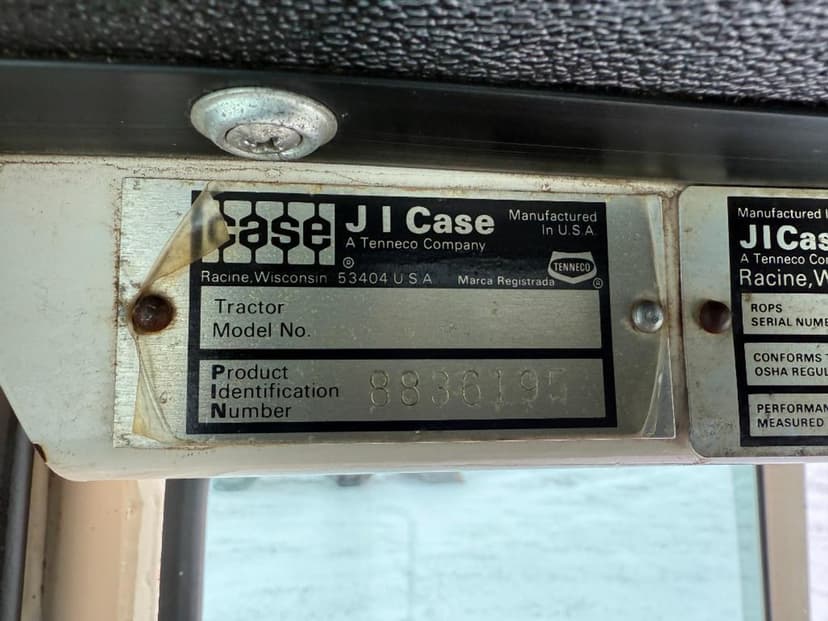 case
J I Case
A Tenneco Company
Manufactured
In U.S.A.
TENNECO
®
Racine, Wisconsin 53404 U S A
Marca Registrada
®
Tractor
Model No.
Product
Identification
Number
8836195
Manufactured
J I Cas
A Tenneco Co
Racine, W
ROPS
SERIAL NUMB
CONFORMS
OSHA REGUL
PERFORMAN
MEASURED